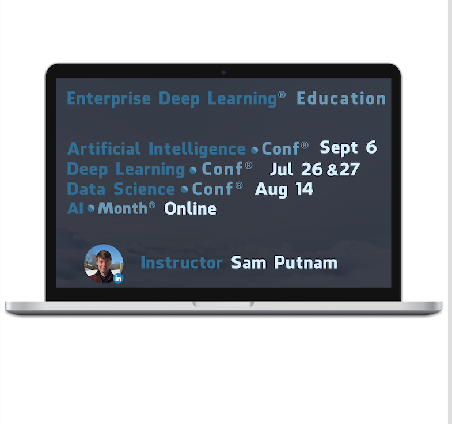 Enterprise Deep Learning® Education
Artificial Intelligence • Conf® Sept 6
Deep Learning • Conf® Jul 26 & 27
Data Science • Conf® Aug 14
AI • Month® Online
in
Instructor Sam Putnam